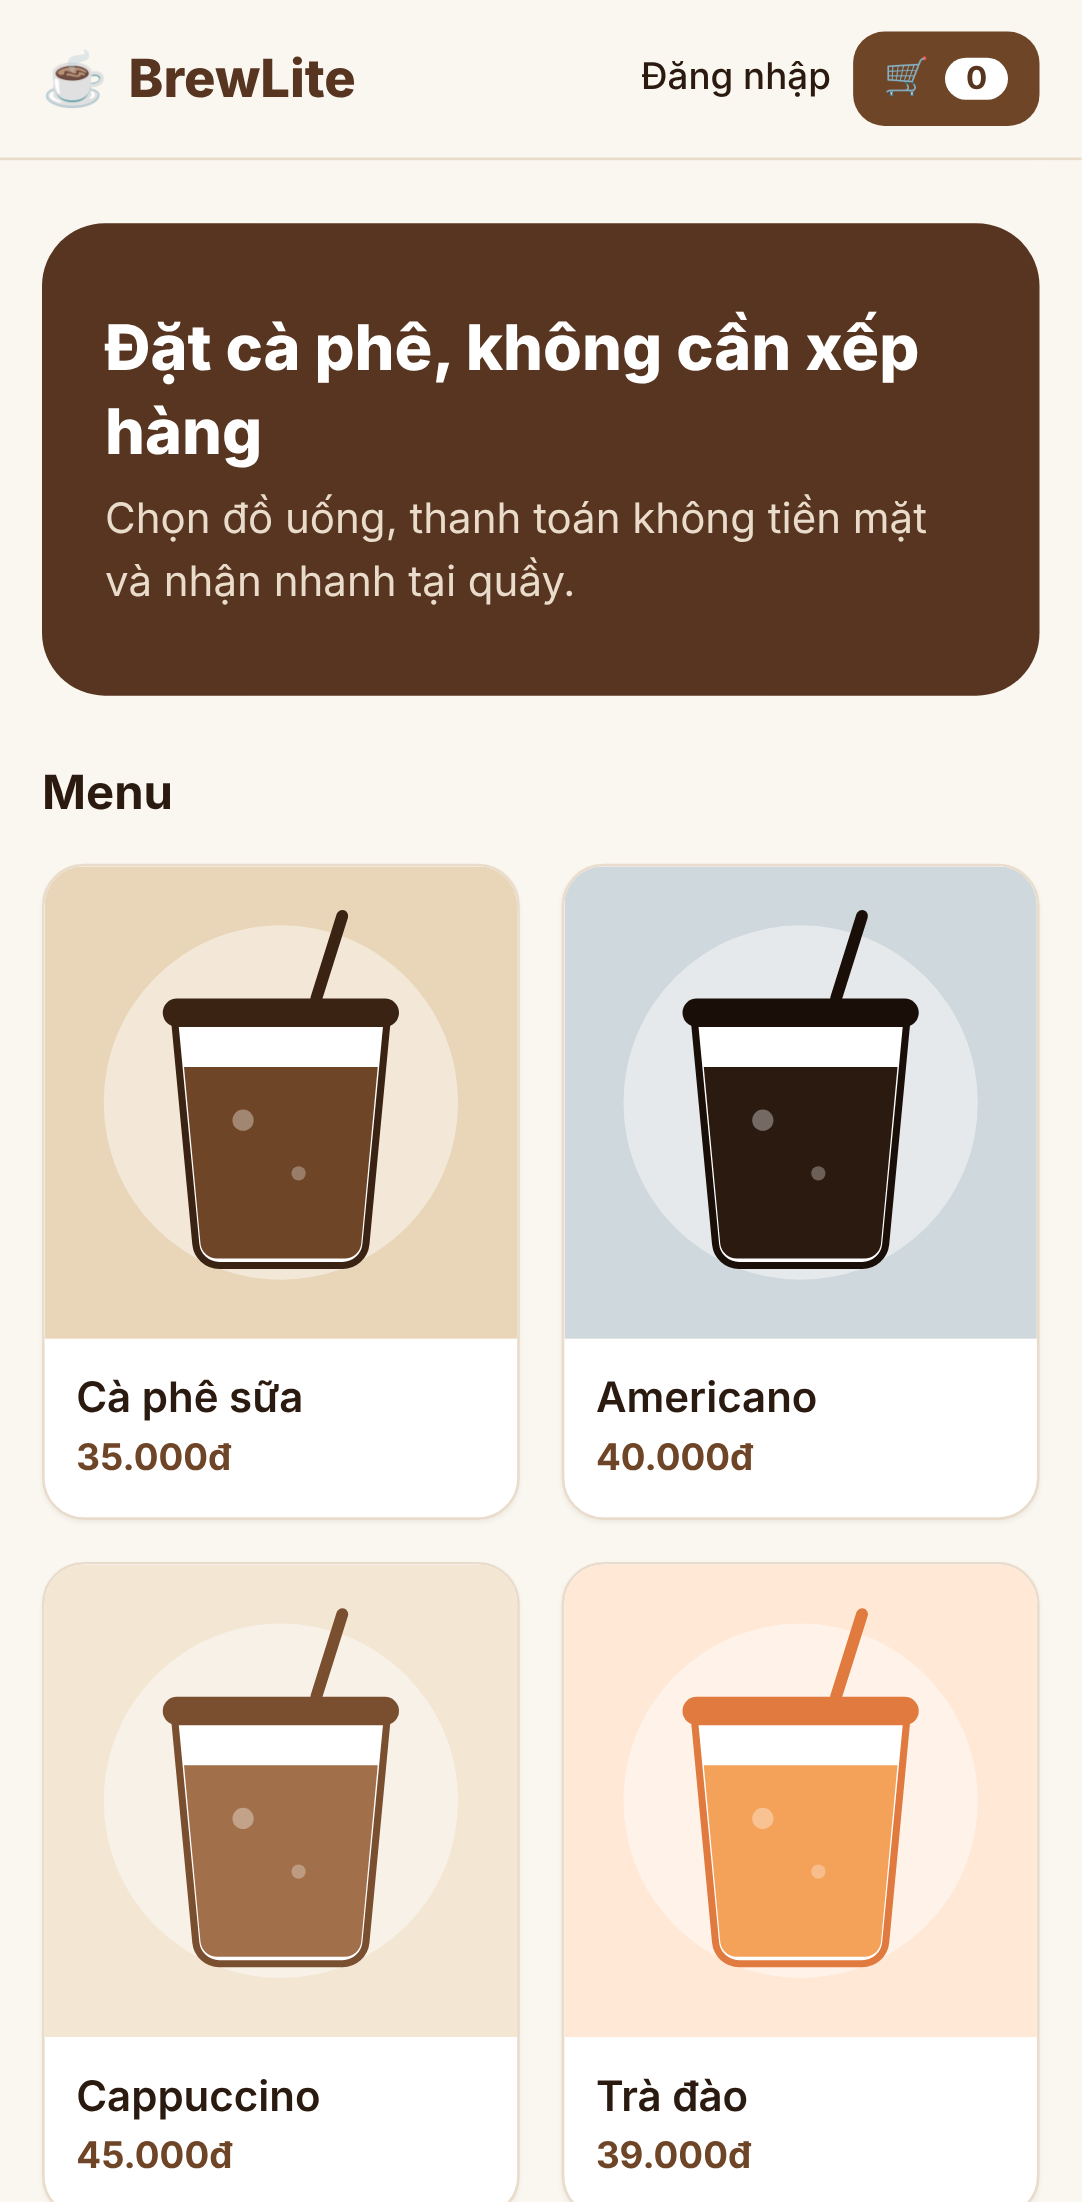 BrewLite
Đăng nhập
0
Đặt cà phê, không cần xếp
hàng
Chọn đồ uống, thanh toán không tiền mặt
và nhận nhanh tại quầy.
Menu
Cà phê sữa
35.000đ
Americano
40.000đ
Cappuccino
45.000đ
Trà đào
39.000đ